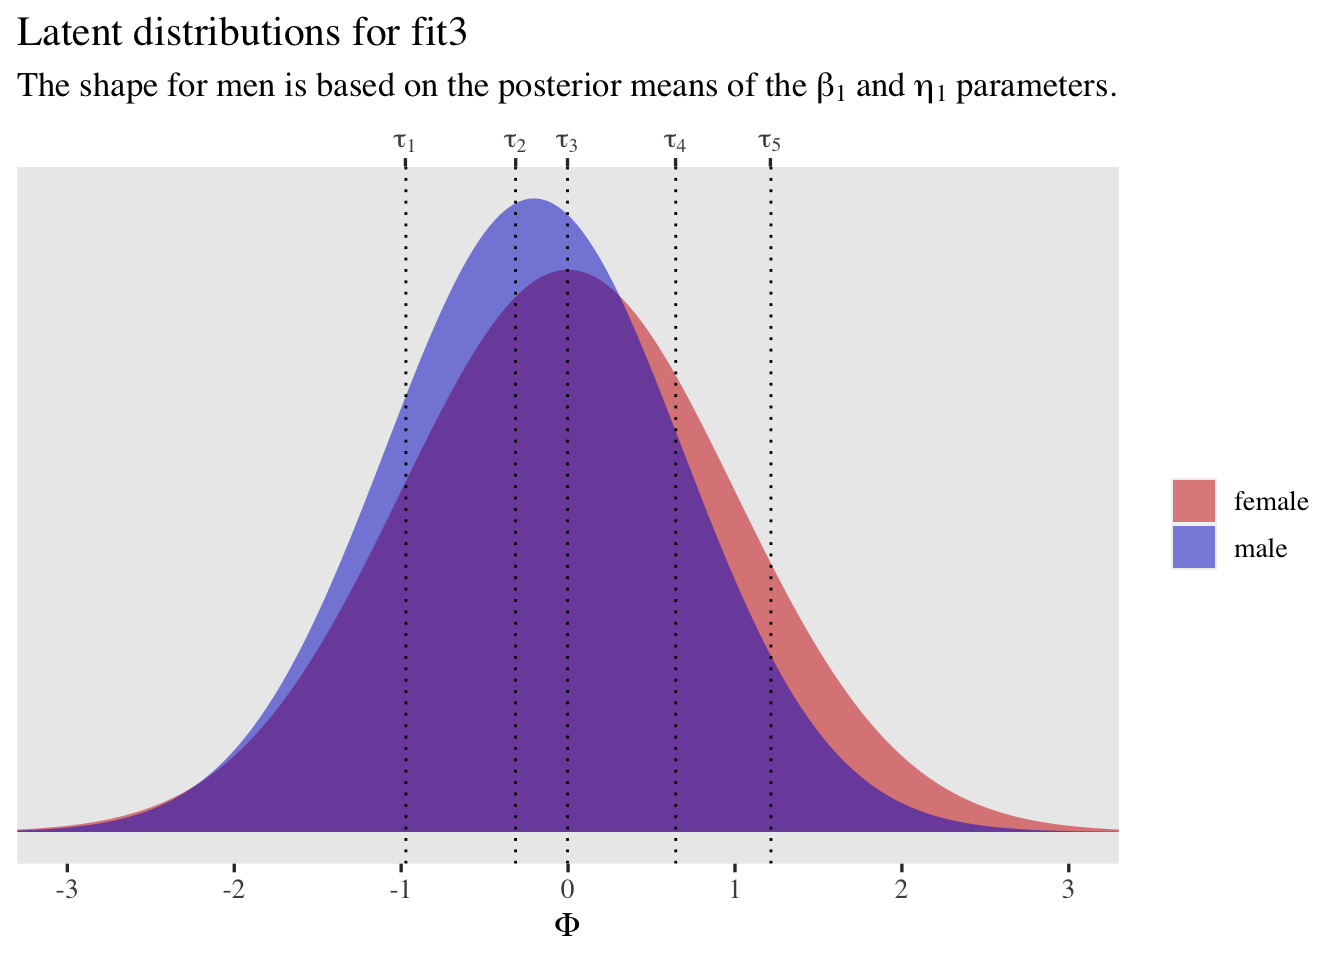 Latent distributions for fit3
The shape for men is based on the posterior means of the β₁ and η₁ parameters.
τ₁ τ₂ τ₃ τ₄ τ₅
female
male
-3 -2 -1 0 1 2 3
Φ